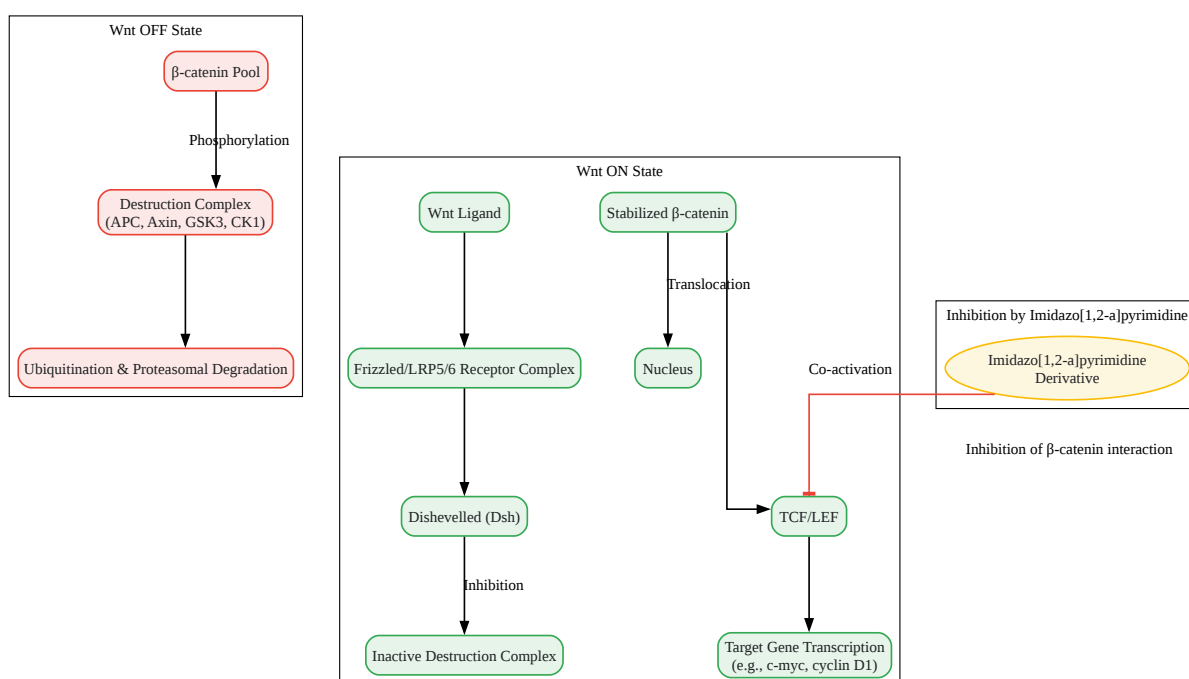 Wnt OFF State
β-catenin Pool
Phosphorylation
Destruction Complex
(APC, Axin, GSK3, CK1)
Ubiquitination & Proteasomal Degradation
Wnt ON State
Wnt Ligand
Stabilized β-catenin
Translocation
Frizzled/LRP5/6 Receptor Complex
Nucleus
Co-activation
Dishevelled (Dsh)
TCF/LEF
Inhibition
Inactive Destruction Complex
Target Gene Transcription
(e.g., c-myc, cyclin D1)
Inhibition by Imidazo[1,2-a]pyrimidine
Imidazo[1,2-a]pyrimidine
Derivative
Inhibition of β-catenin interaction